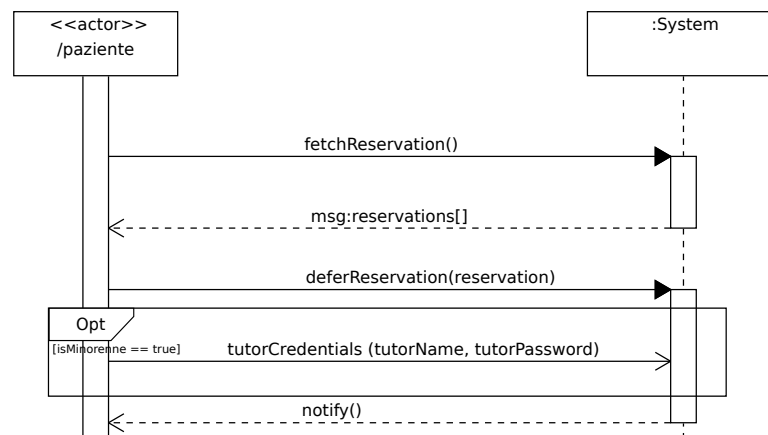 <<actor>>
/paziente
:System
fetchReservation()
msg:reservations[]
deferReservation(reservation)
Opt
[isMinorenne == true]
tutorCredentials (tutorName, tutorPassword)
notify()